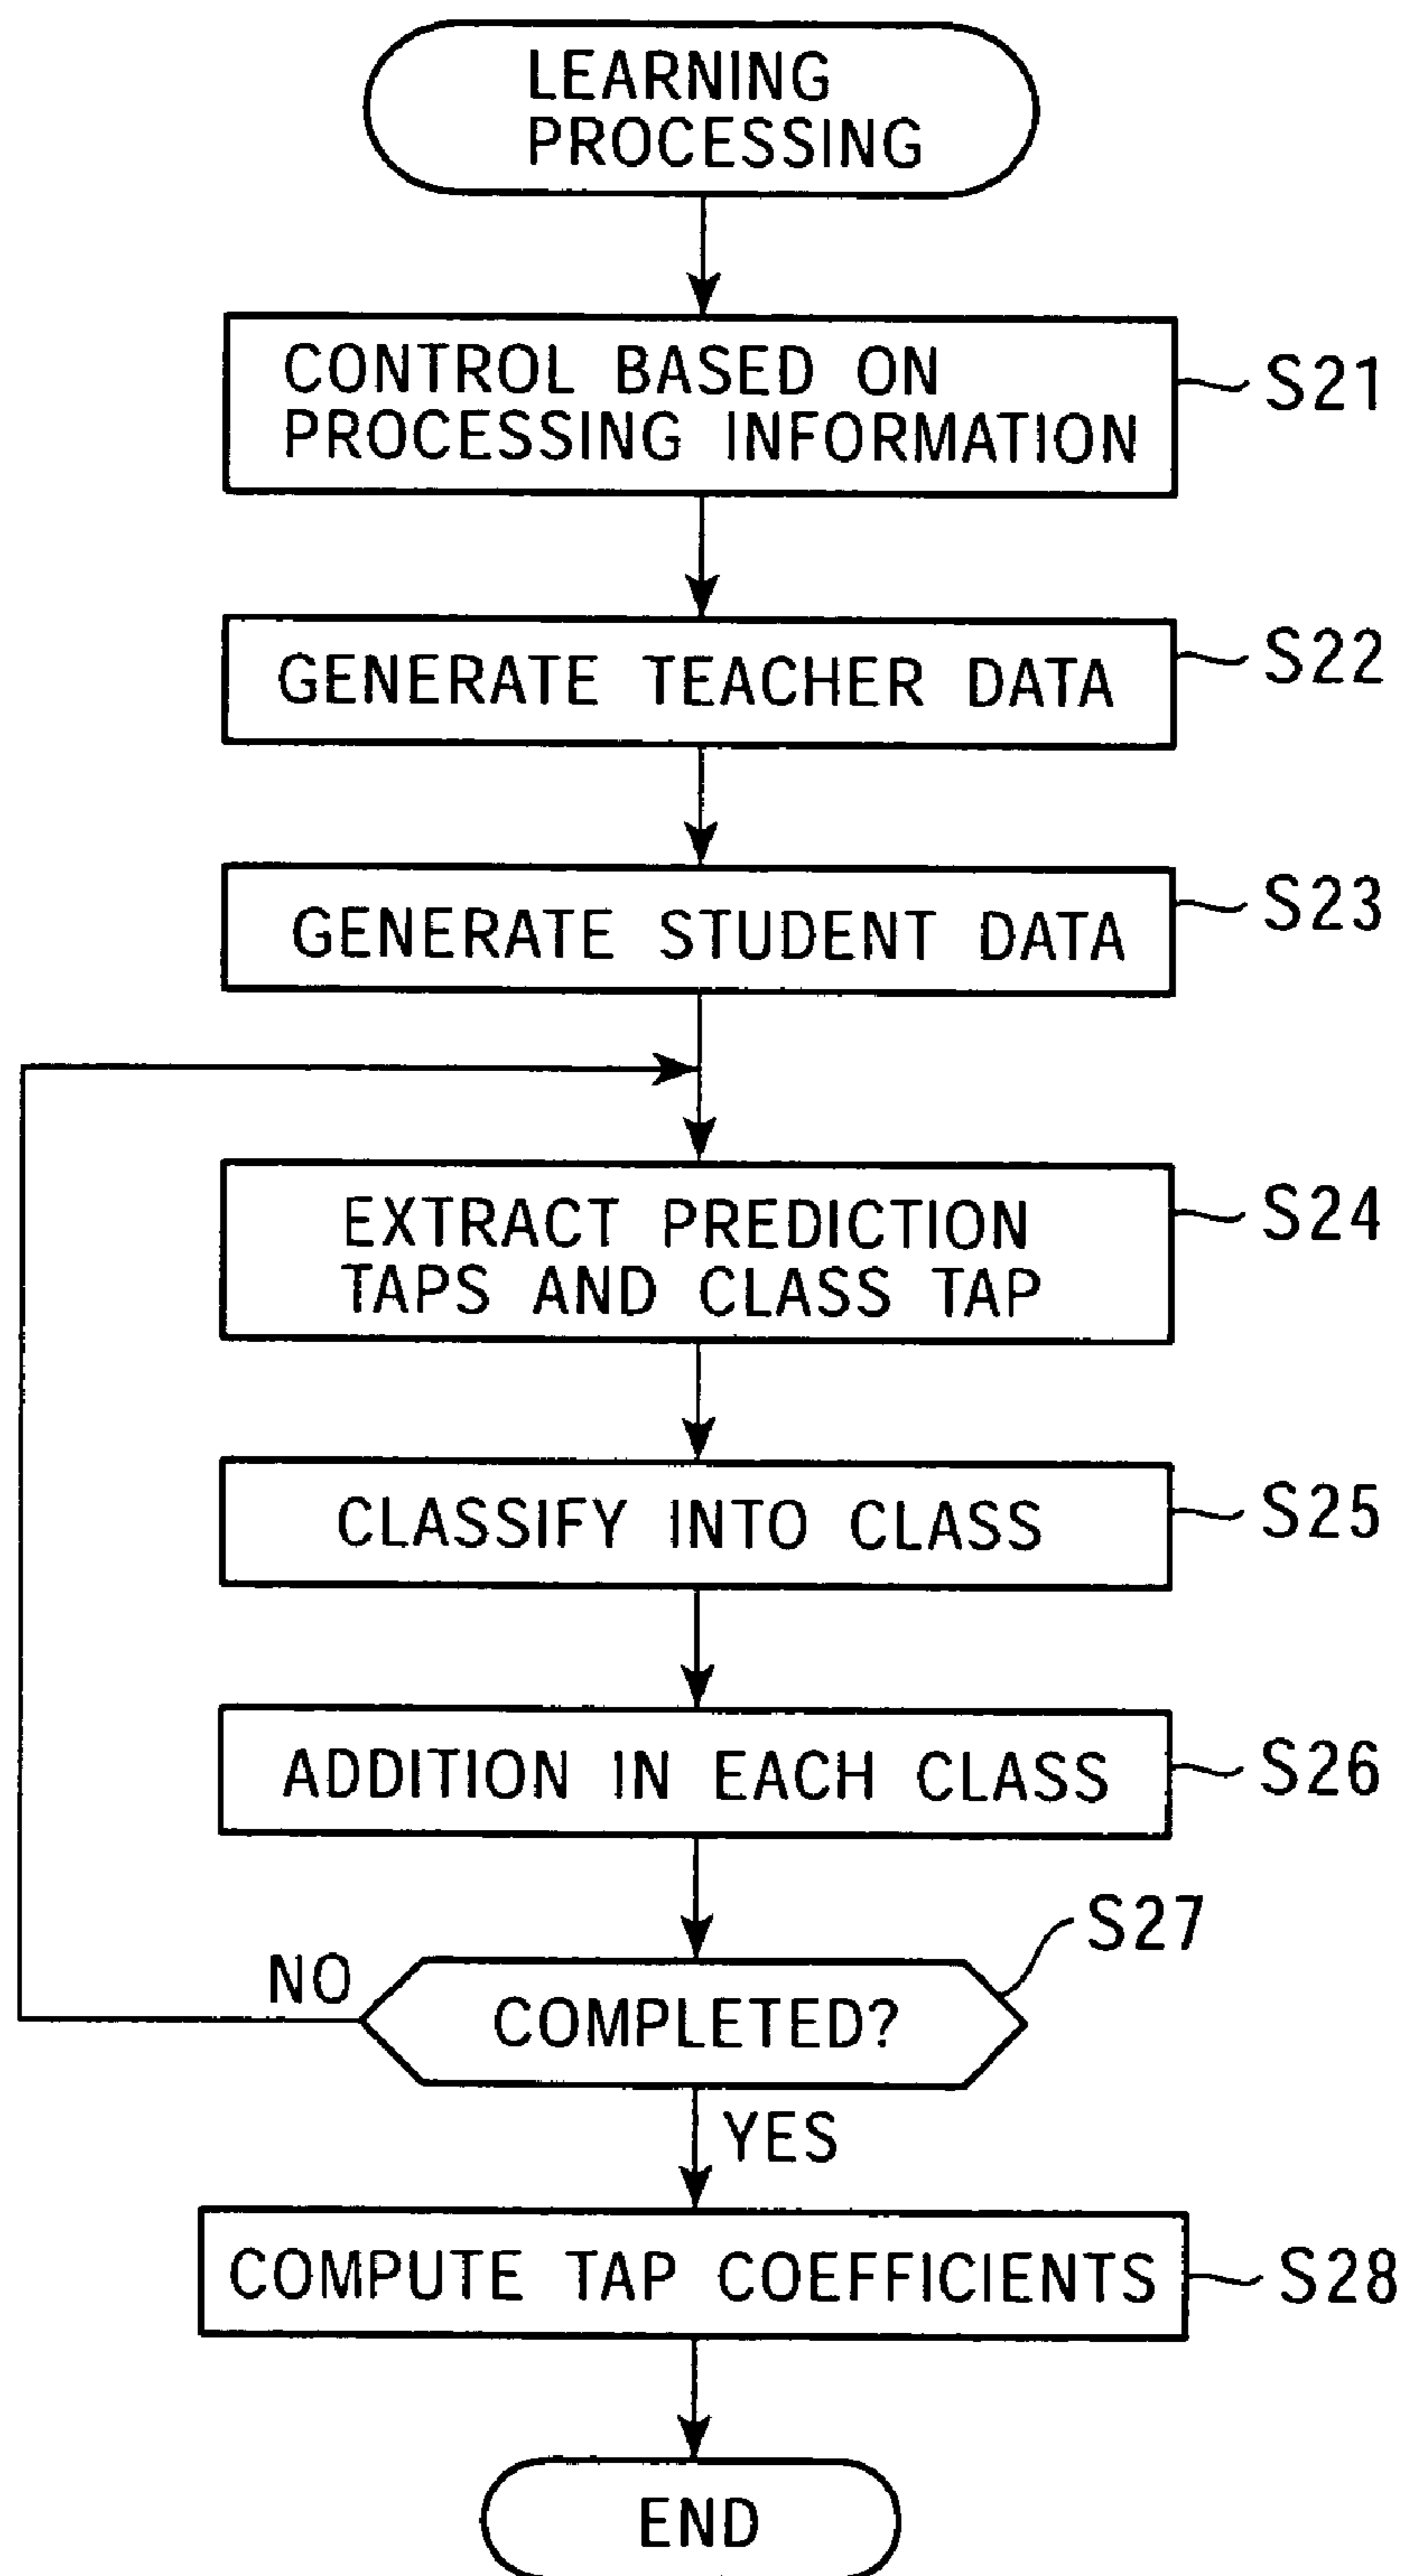 LEARNING
PROCESSING
CONTROL BASED ON
PROCESSING INFORMATION
S21
GENERATE TEACHER DATA
S22
GENERATE STUDENT DATA
S23
EXTRACT PREDICTION
TAPS AND CLASS TAP
S24
CLASSIFY INTO CLASS
S25
ADDITION IN EACH CLASS
S26
S27
NO
COMPLETED?
YES
COMPUTE TAP COEFFICIENTS
S28
END